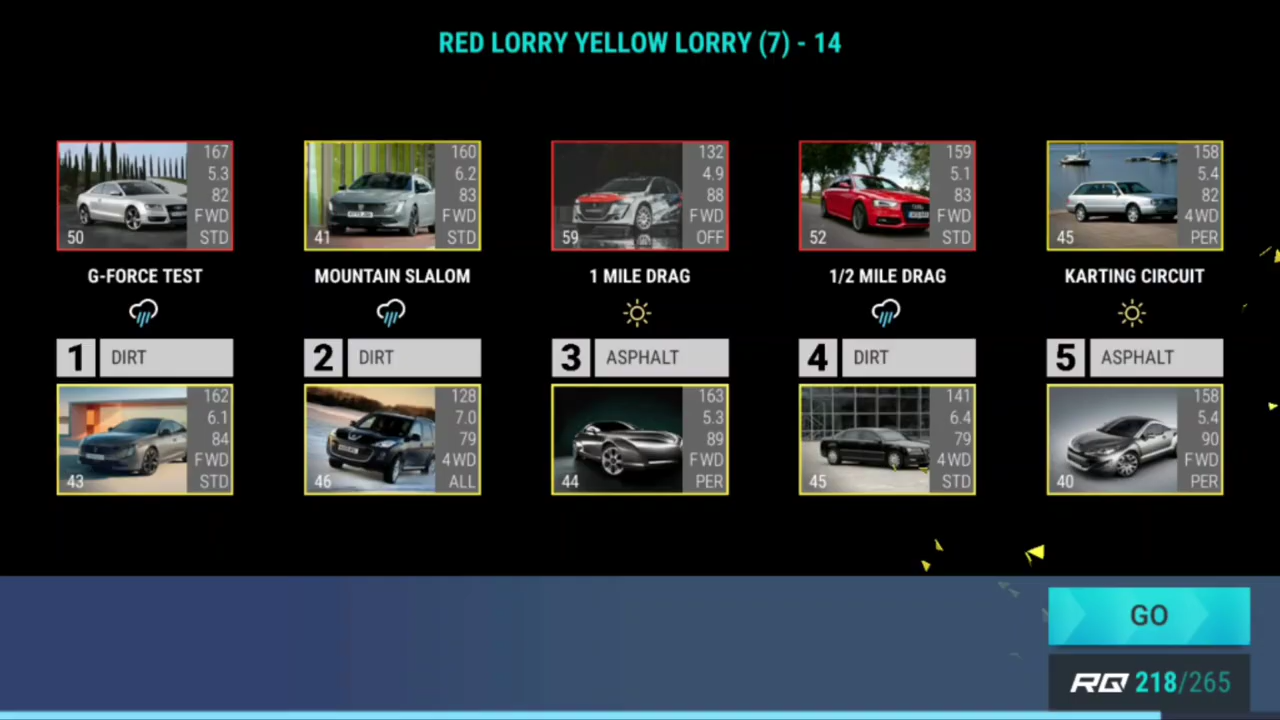 RED LORRY YELLOW LORRY (7) - 14
167
5.3
82
FWD
50 STD
160
6.2
83
FWD
41 STD
132
4.9
88
FWD
59 OFF
159
5.1
83
FWD
52 STD
158
5.4
82
4WD
45 PER
G-FORCE TEST
MOUNTAIN SLALOM
1 MILE DRAG
1/2 MILE DRAG
KARTING CIRCUIT
1 DIRT
2 DIRT
3 ASPHALT
4 DIRT
5 ASPHALT
162
6.1
84
FWD
43 STD
128
7.0
79
4WD
46 ALL
163
5.3
89
FWD
44 PER
141
6.4
79
4WD
45 STD
158
5.4
90
FWD
40 PER
GO
RQ 218/265